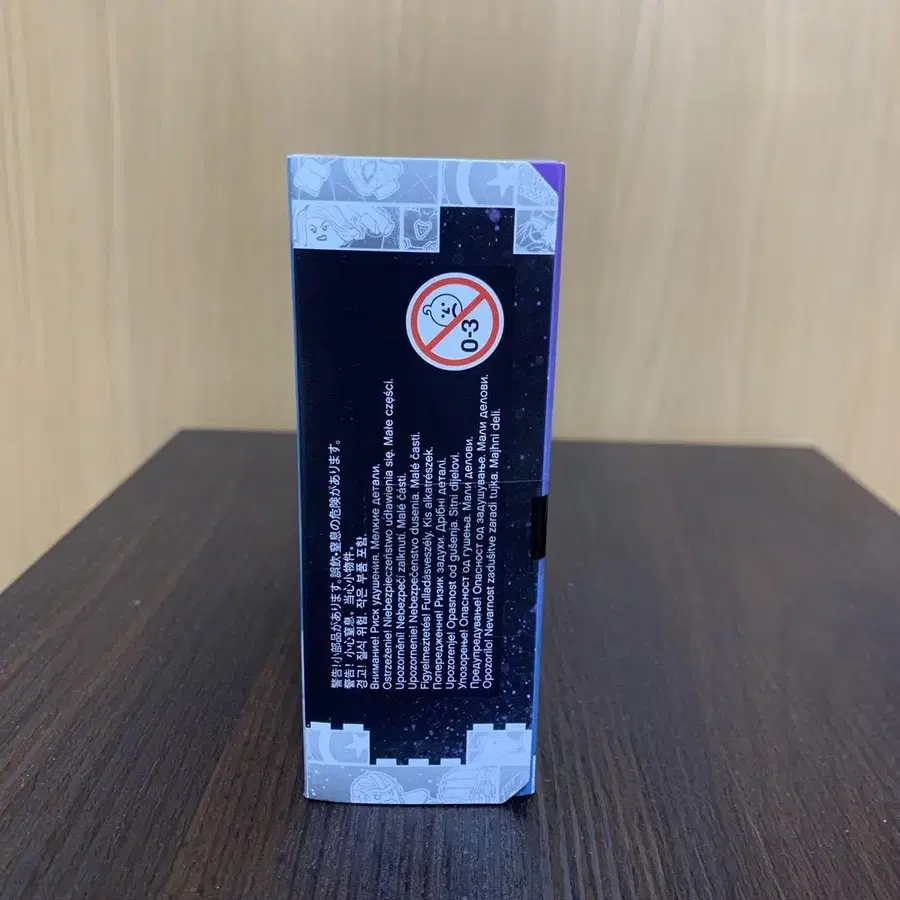 0-3
警告!小部品があります。誤飲・窒息の危険があります。
警告!小心窒息。当心小物件。
경고! 질식 위험. 작은 부품 포함.
Внимание! Риск удушения. Мелкие детали.
Ostrzeżenie! Niebezpieczeństwo udławienia się. Małe części.
Upozornění! Nebezpečí zalknutí. Malé části.
Upozornenie! Nebezpečenstvo dusenia. Malé časti.
Figyelmeztetés! Fulladásveszély. Kis alkatrészek.
Попередження! Ризик задухи. Дрібні деталі.
Upozorenje! Opasnost od gušenja. Sitni dijelovi.
Упозорење! Опасност од гушења. Мали делови.
Предупредување! Опасност од задушување. Мали делови.
Opozorilo! Nevarnost zadušitve zaradi tujka. Majhni deli.